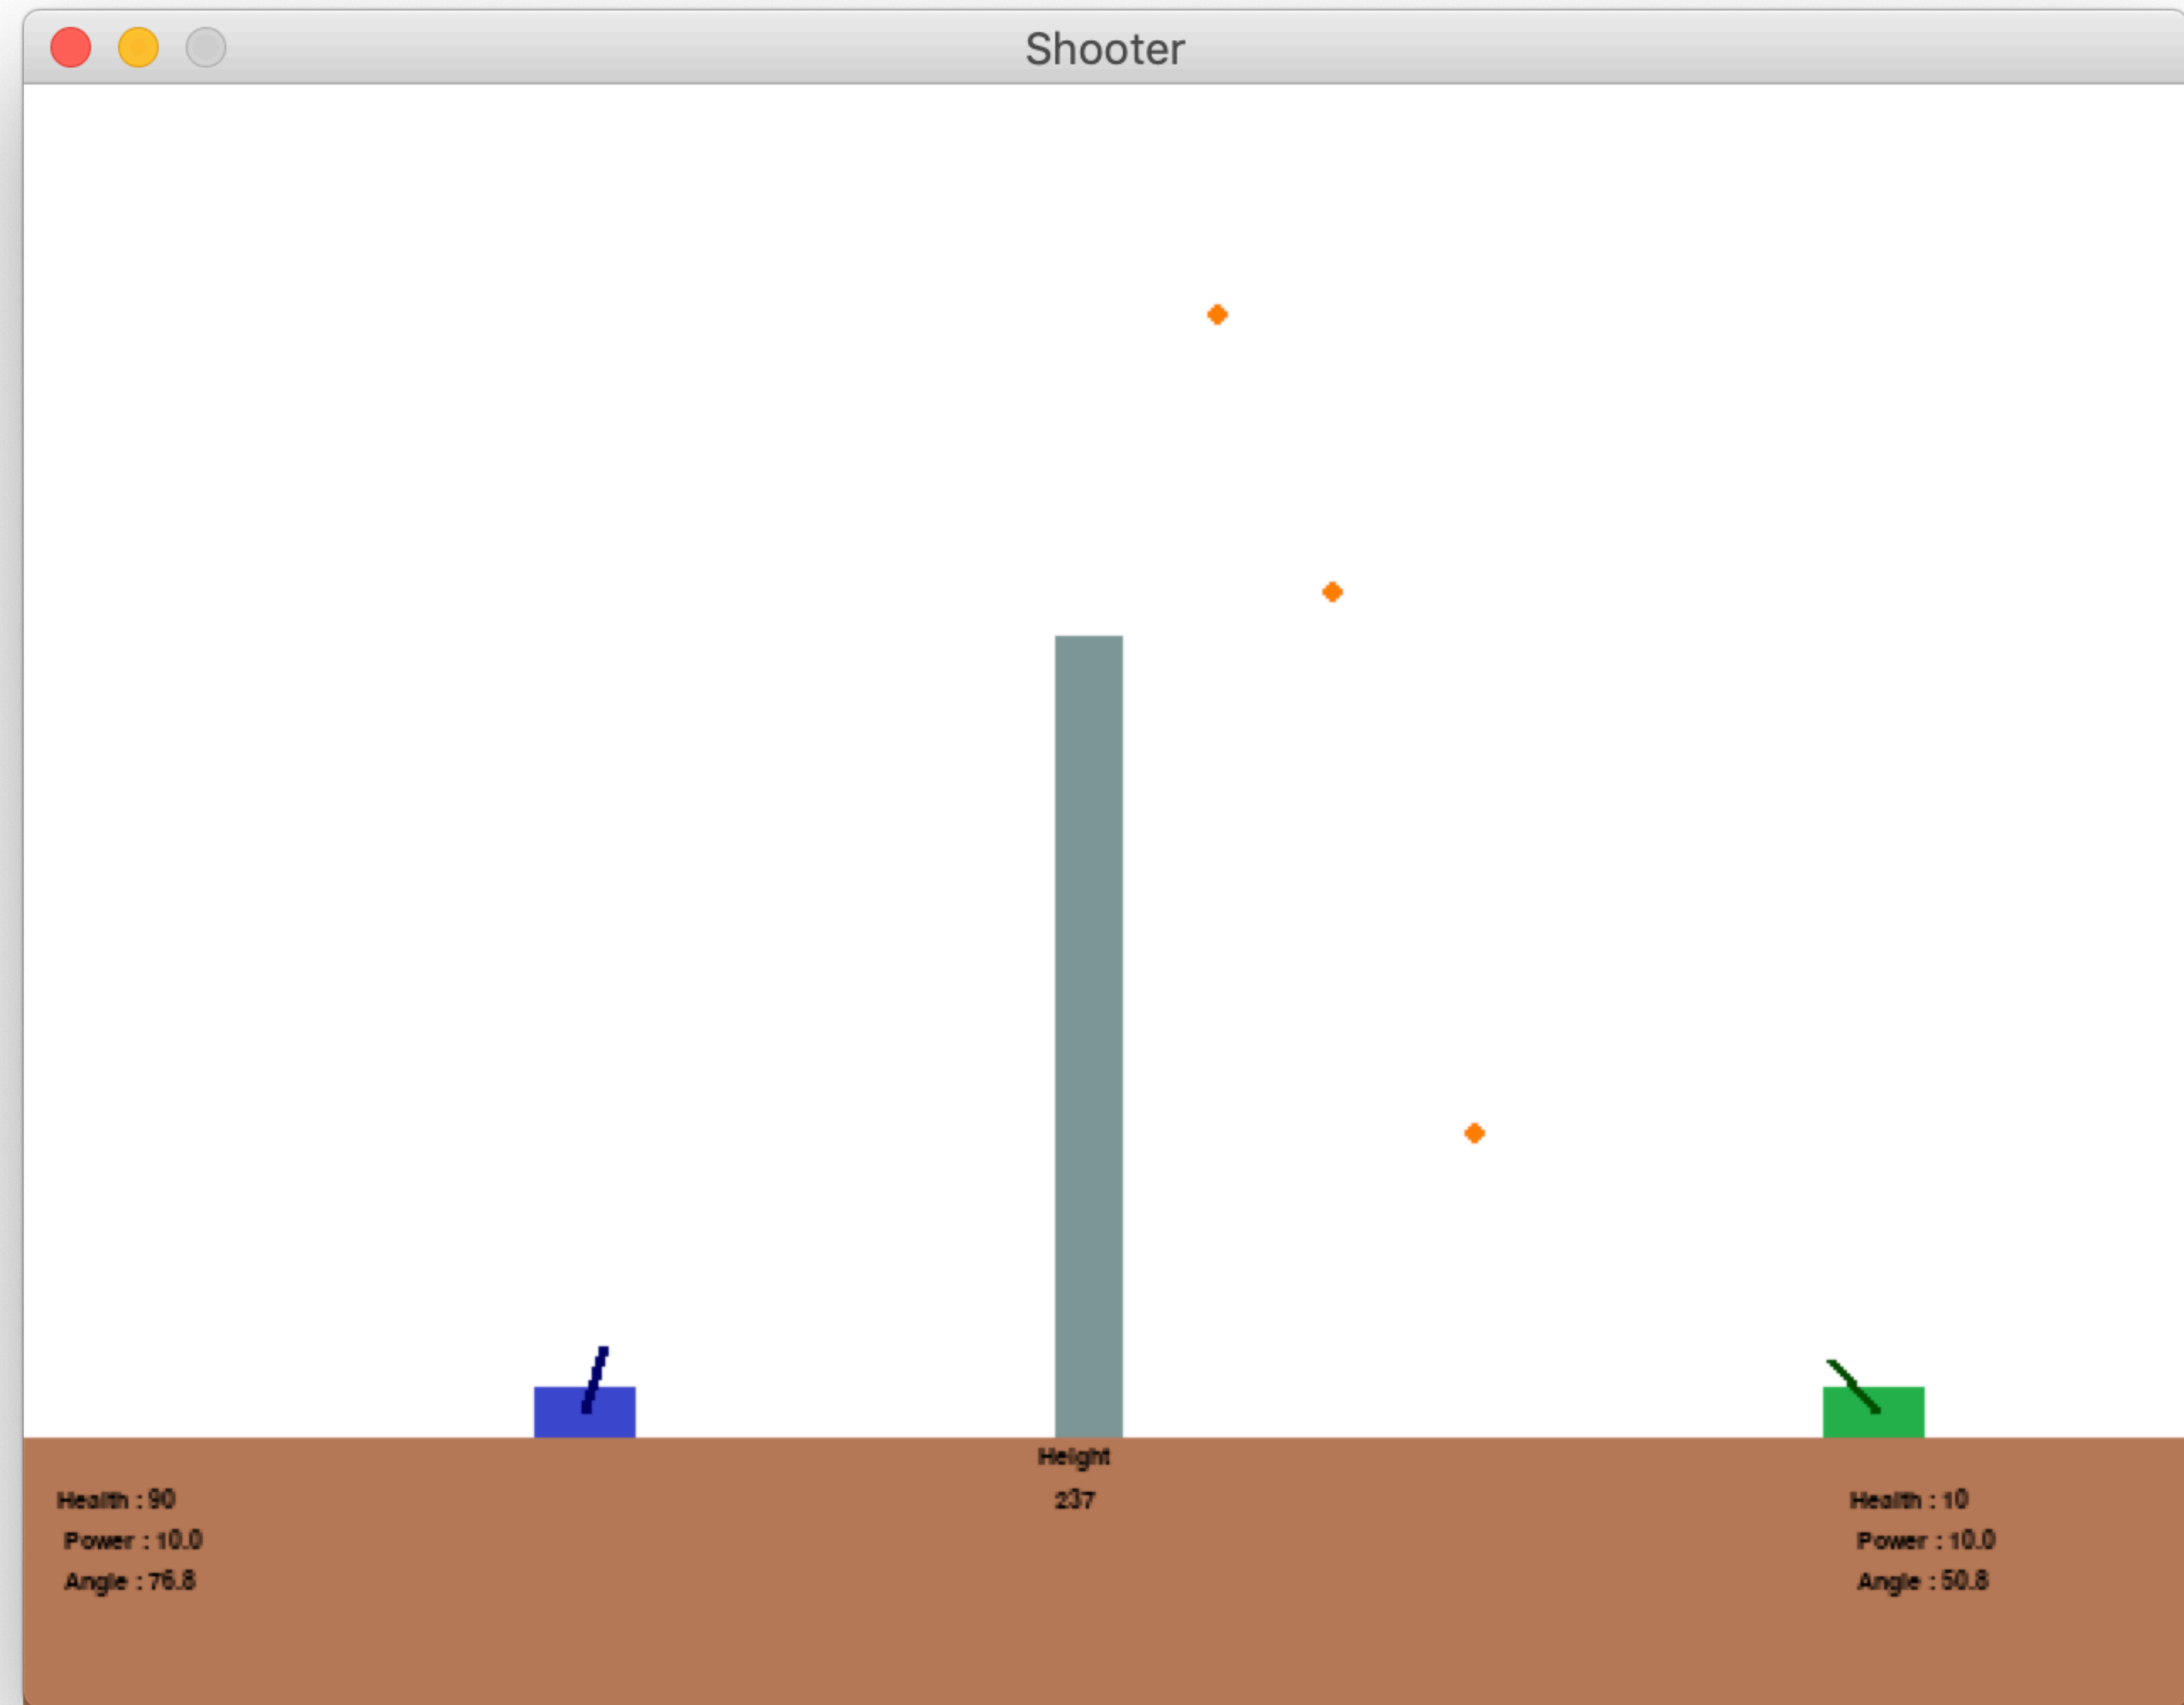 Shooter
Height
237
Health : 90
Power : 10.0
Angle : 76.8
Health : 10
Power : 10.0
Angle : 50.8